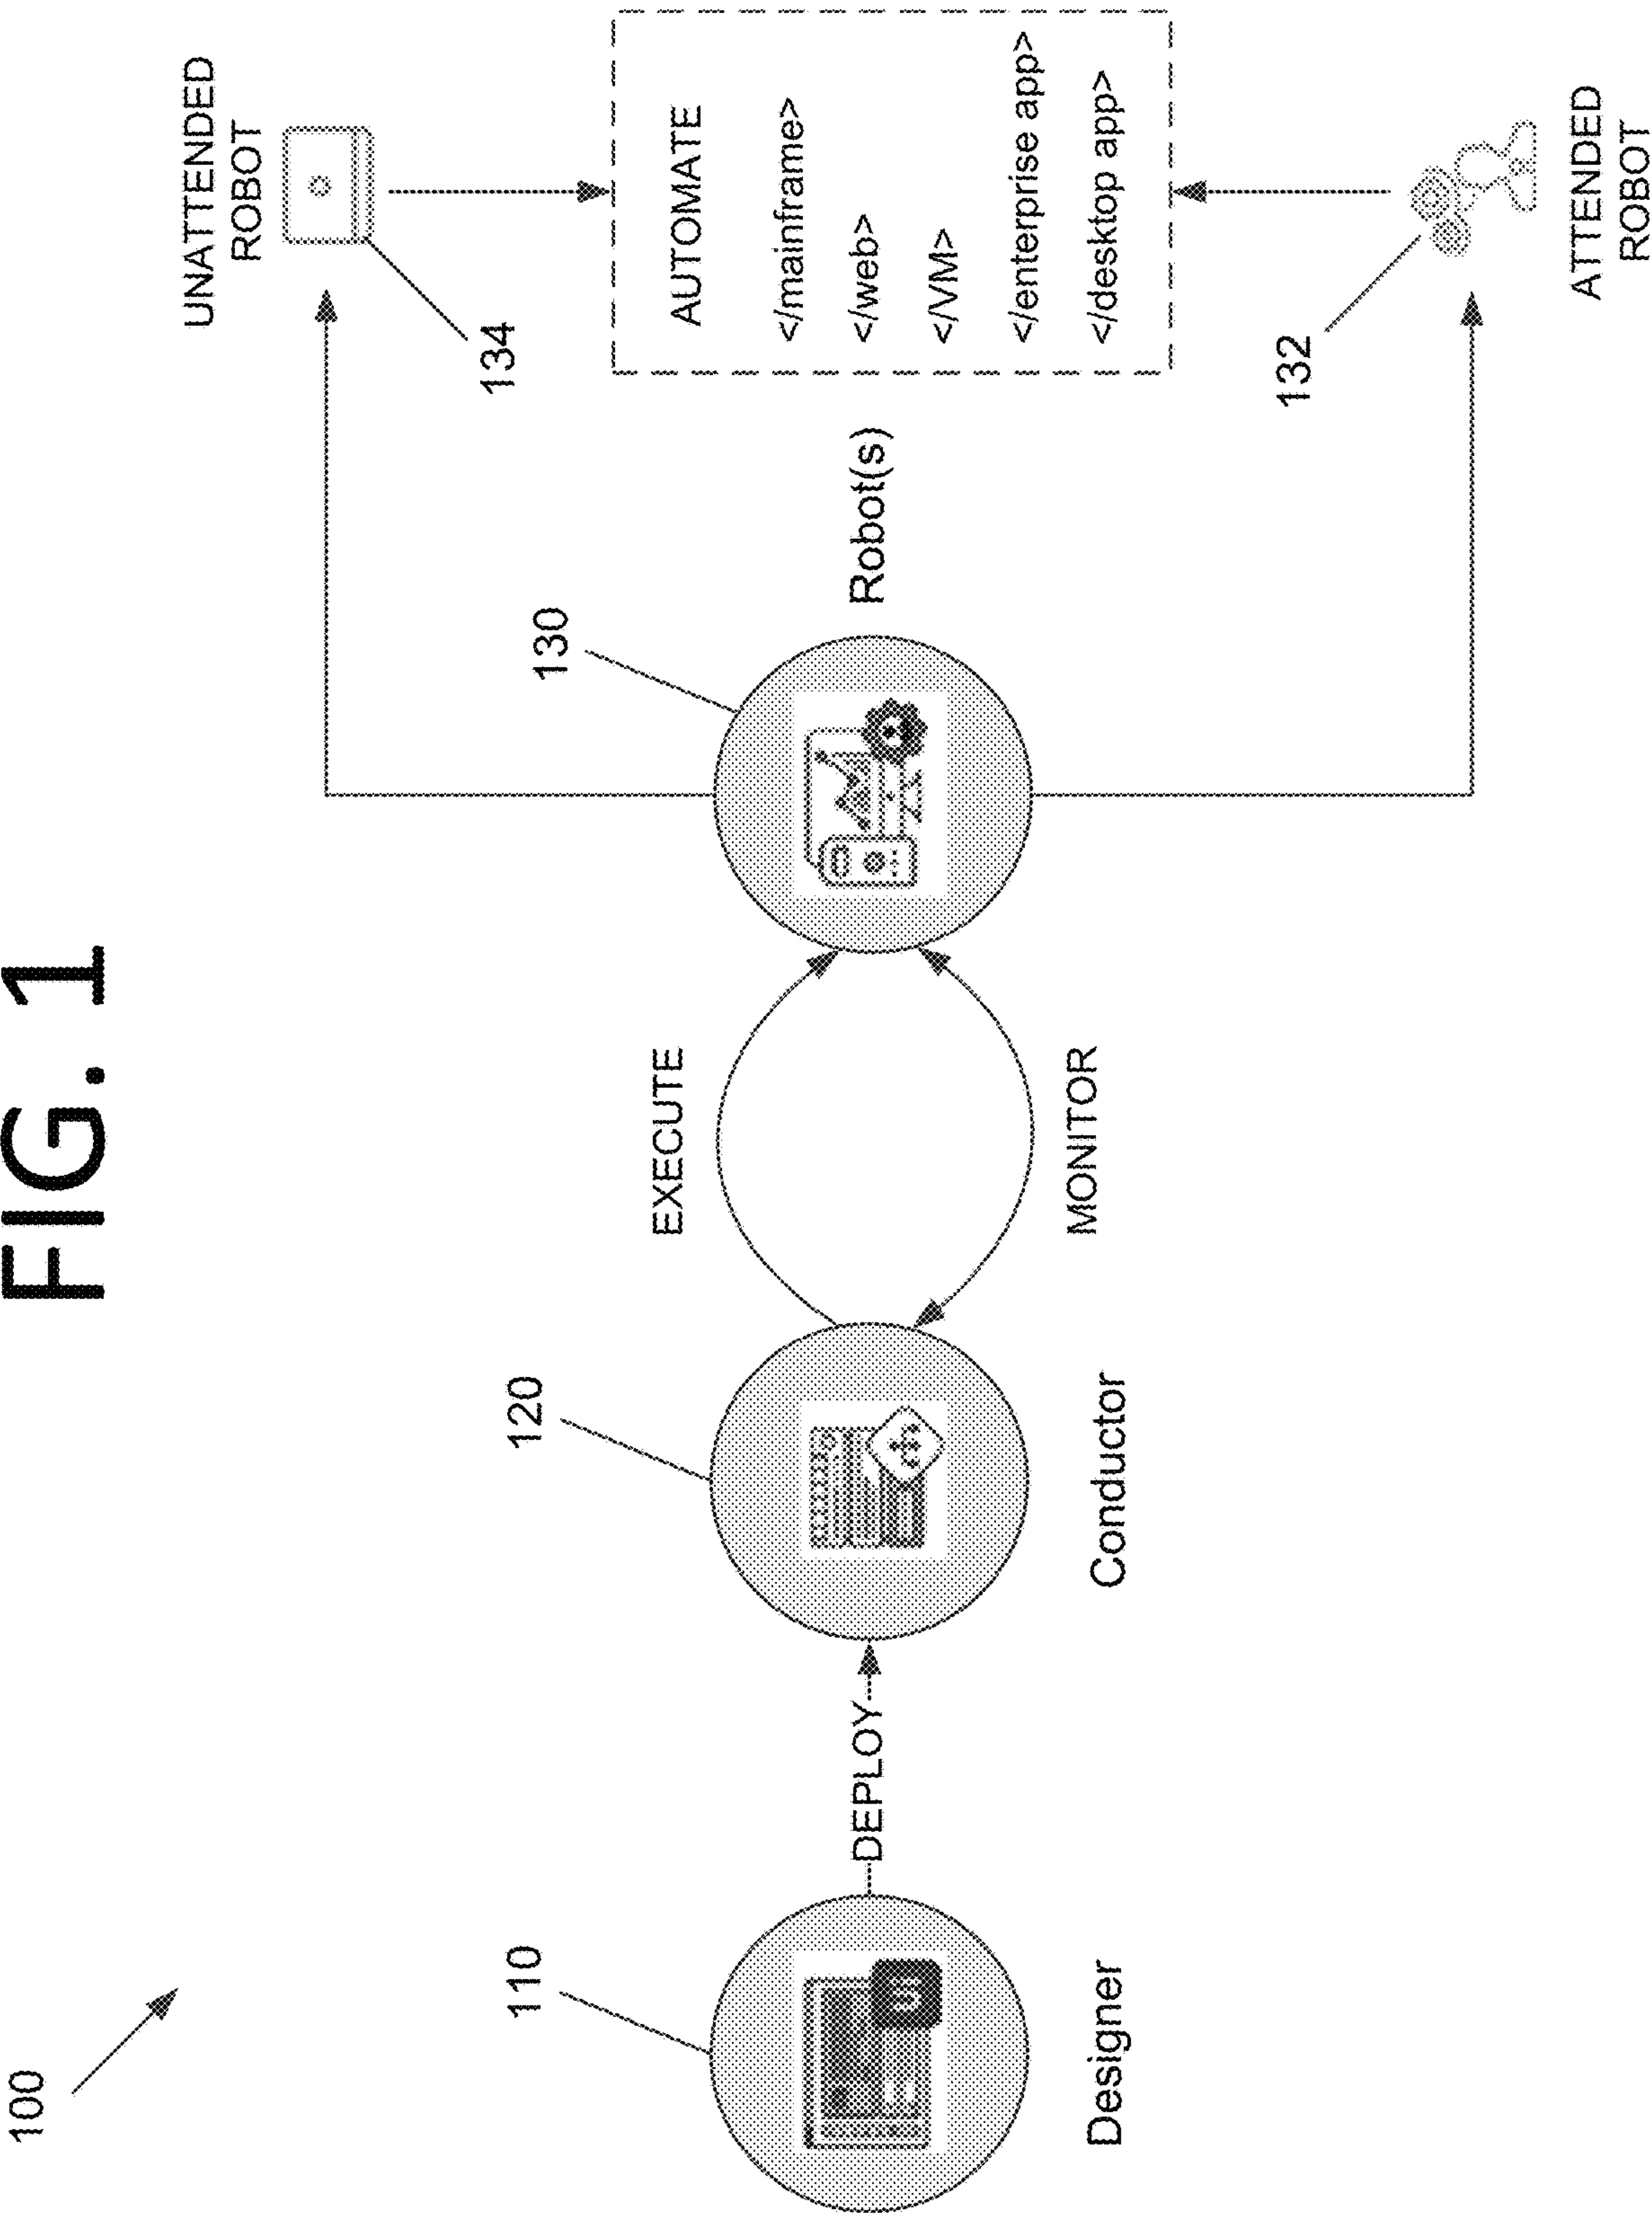 FIG. 1
100
110
Designer
DEPLOY
120
Conductor
EXECUTE
MONITOR
130
Robot(s)
UNATTENDED
ROBOT
134
AUTOMATE
</mainframe>
</web>
</VM>
</enterprise app>
</desktop app>
132
ATTENDED
ROBOT